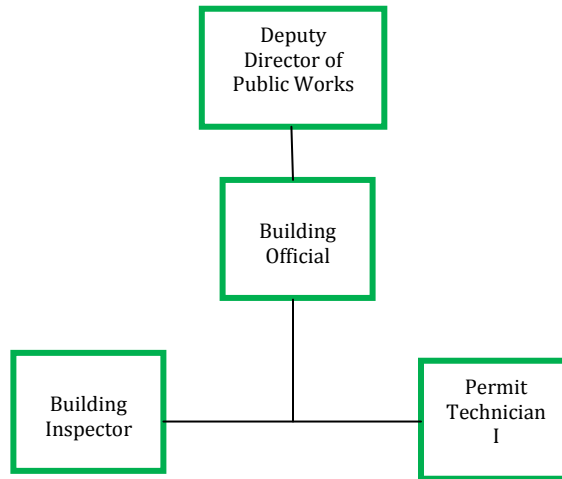 Deputy
Director of
Public Works
Building
Official
Building
Inspector
Permit
Technician
I